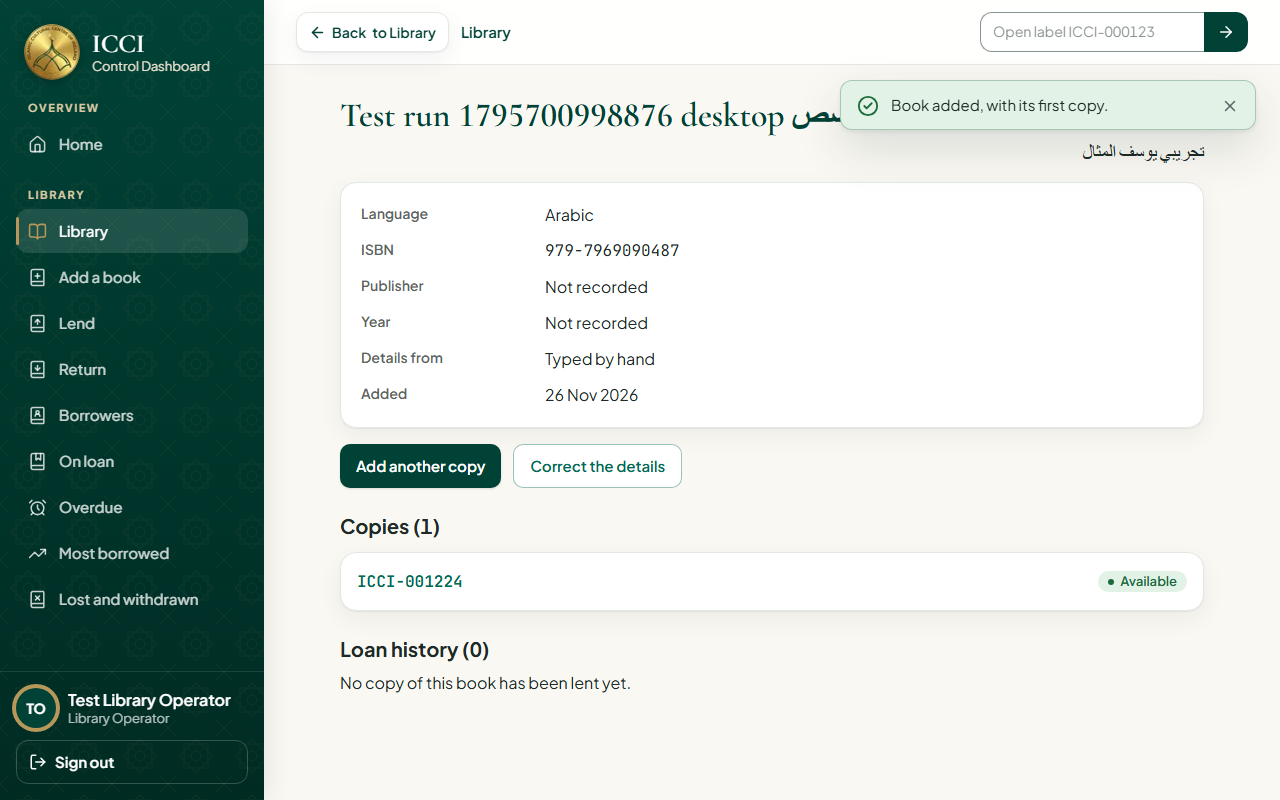 ICCI
Control Dashboard
OVERVIEW
Home
LIBRARY
Library
Add a book
Lend
Return
Borrowers
On loan
Overdue
Most borrowed
Lost and withdrawn
TO
Test Library Operator
Library Operator
Sign out
Back to Library
Library
Open label ICCI-000123
Book added, with its first copy.
Test run 1795700998876 desktop
تجريبي يوسف المثال
Language
Arabic
ISBN
979-7969090487
Publisher
Not recorded
Year
Not recorded
Details from
Typed by hand
Added
26 Nov 2026
Add another copy
Correct the details
Copies (1)
ICCI-001224
Available
Loan history (0)
No copy of this book has been lent yet.